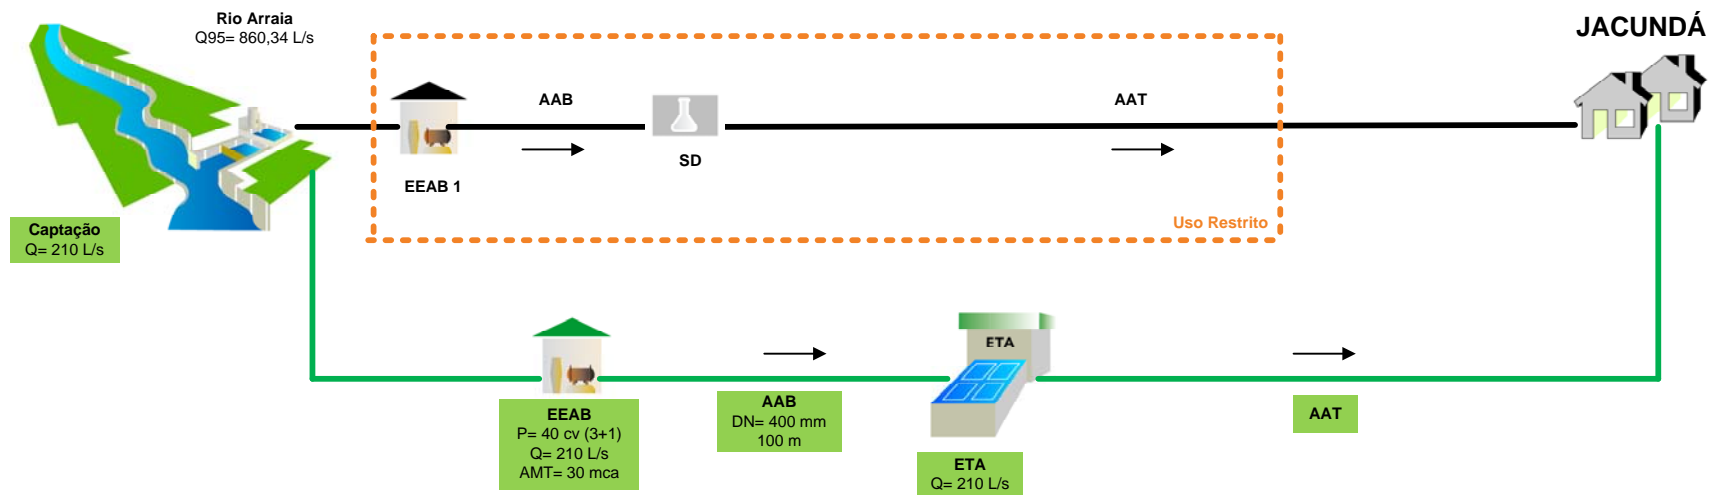 Rio Arraia
Q95= 860,34 L/s
JACUNDÁ
AAB
AAT
SD
EEAB 1
Uso Restrito
Captação
Q= 210 L/s
ETA
EEAB
P= 40 cv (3+1)
Q= 210 L/s
AMT= 30 mca
AAB
DN= 400 mm
100 m
AAT
ETA
Q= 210 L/s